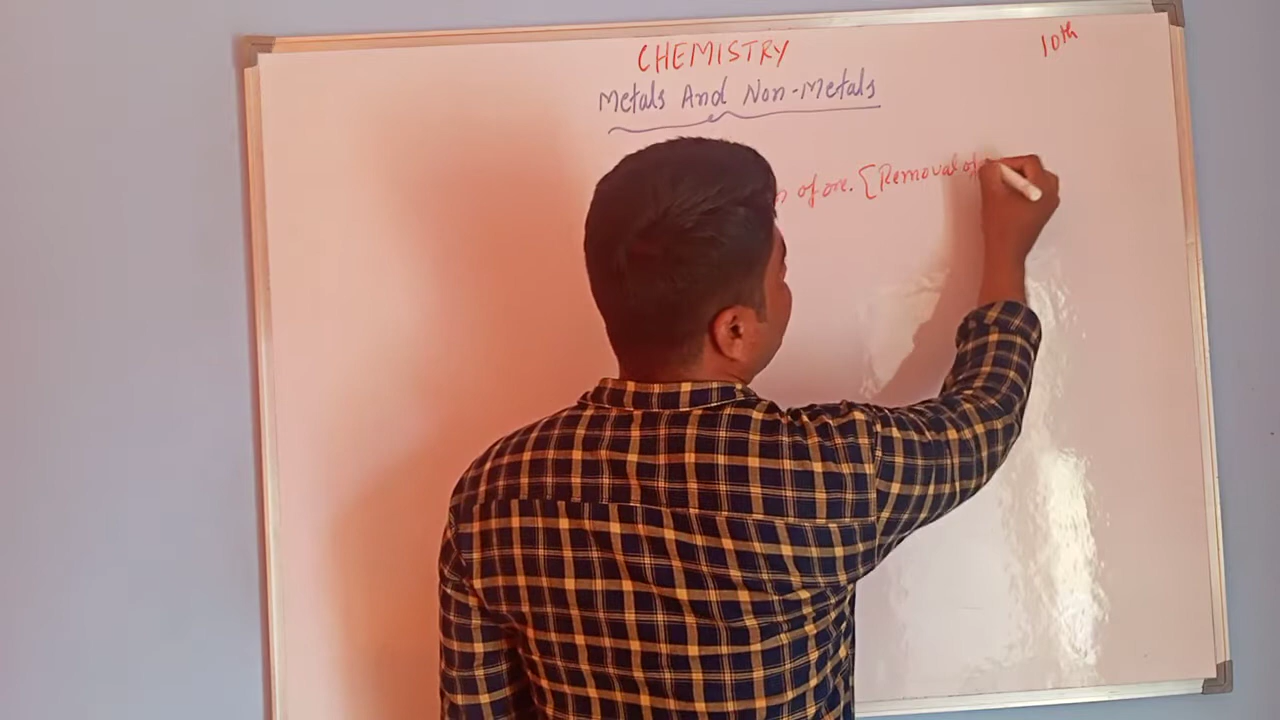 CHEMISTRY
10th
Metals And Non-Metals
of ore. [Removal of